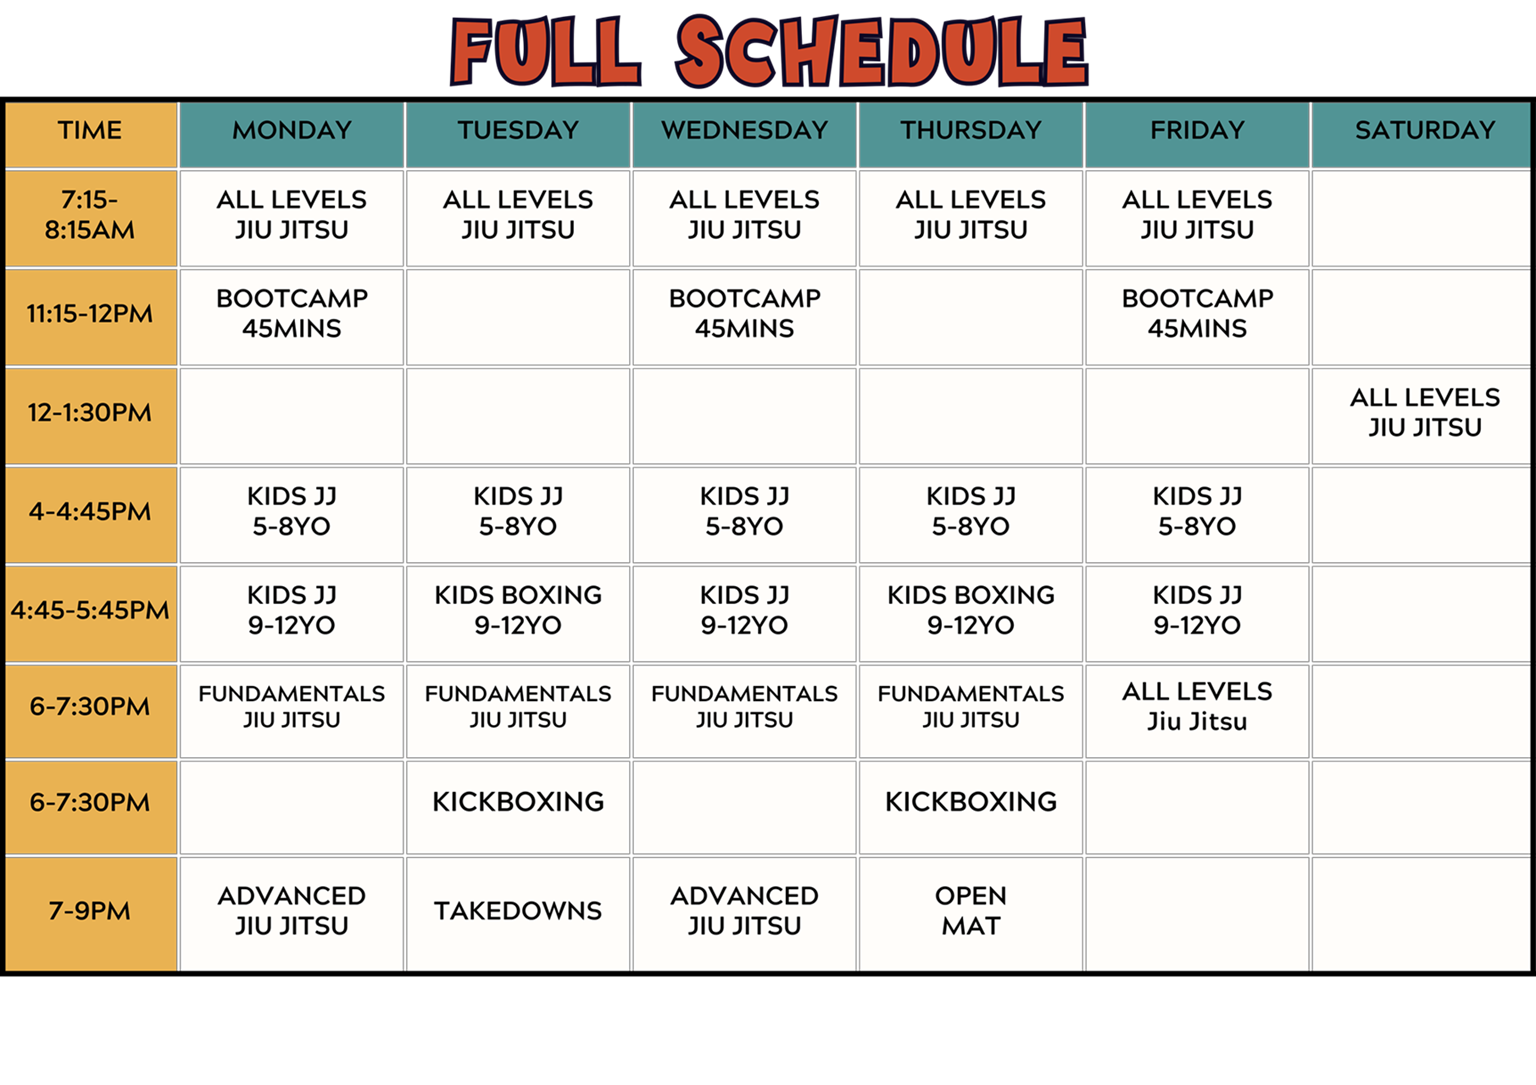 FULL SCHEDULE
TIME MONDAY TUESDAY WEDNESDAY THURSDAY FRIDAY SATURDAY
7:15-
8:15AM
ALL LEVELS
JIU JITSU
ALL LEVELS
JIU JITSU
ALL LEVELS
JIU JITSU
ALL LEVELS
JIU JITSU
ALL LEVELS
JIU JITSU
11:15-12PM
BOOTCAMP
45MINS
BOOTCAMP
45MINS
BOOTCAMP
45MINS
12-1:30PM
ALL LEVELS
JIU JITSU
4-4:45PM
KIDS JJ
5-8YO
KIDS JJ
5-8YO
KIDS JJ
5-8YO
KIDS JJ
5-8YO
KIDS JJ
5-8YO
4:45-5:45PM
KIDS JJ
9-12YO
KIDS BOXING
9-12YO
KIDS JJ
9-12YO
KIDS BOXING
9-12YO
KIDS JJ
9-12YO
6-7:30PM
FUNDAMENTALS
JIU JITSU
FUNDAMENTALS
JIU JITSU
FUNDAMENTALS
JIU JITSU
FUNDAMENTALS
JIU JITSU
ALL LEVELS
Jiu Jitsu
6-7:30PM
KICKBOXING
KICKBOXING
7-9PM
ADVANCED
JIU JITSU
TAKEDOWNS
ADVANCED
JIU JITSU
OPEN
MAT